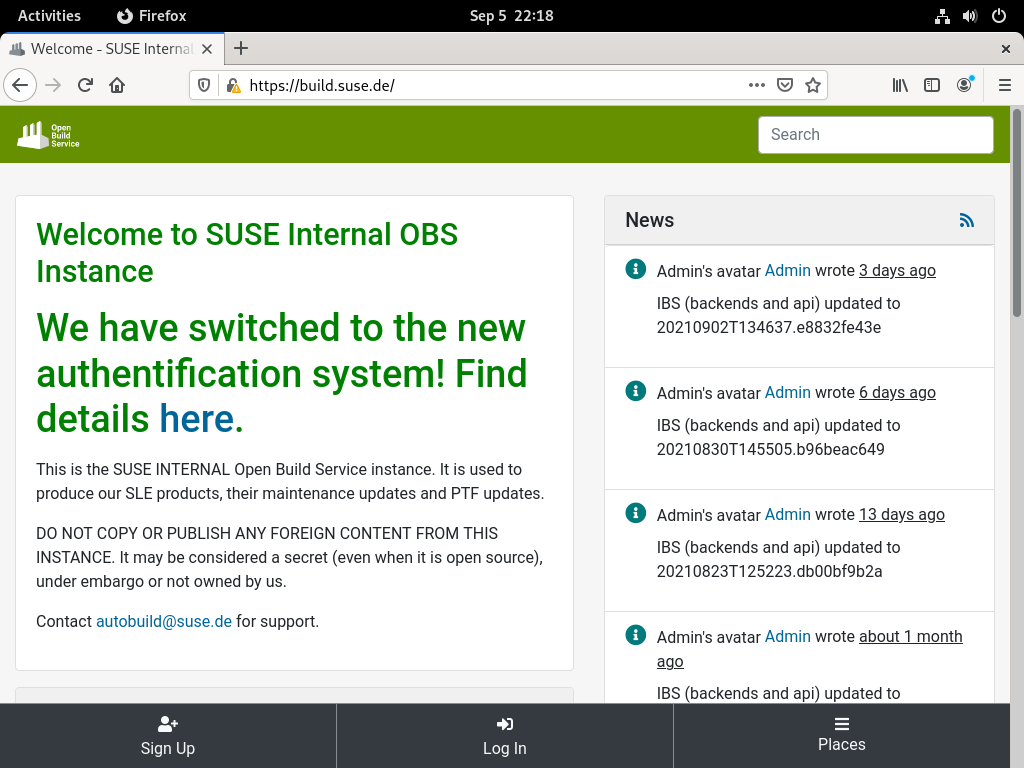 Activities
Firefox
Sep 5 22:18
Welcome - SUSE Interna
https://build.suse.de/
Open
Build
Service
Search
Welcome to SUSE Internal OBS
Instance
We have switched to the new
authentification system! Find
details here.
This is the SUSE INTERNAL Open Build Service instance. It is used to
produce our SLE products, their maintenance updates and PTF updates.
DO NOT COPY OR PUBLISH ANY FOREIGN CONTENT FROM THIS
INSTANCE. It may be considered a secret (even when it is open source),
under embargo or not owned by us.
Contact autobuild@suse.de for support.
News
Admin's avatar Admin wrote 3 days ago
IBS (backends and api) updated to
20210902T134637.e8832fe43e
Admin's avatar Admin wrote 6 days ago
IBS (backends and api) updated to
20210830T145505.b96beac649
Admin's avatar Admin wrote 13 days ago
IBS (backends and api) updated to
20210823T125223.db00bf9b2a
Admin's avatar Admin wrote about 1 month
ago
IBS (backends and api) updated to
Sign Up
Log In
Places